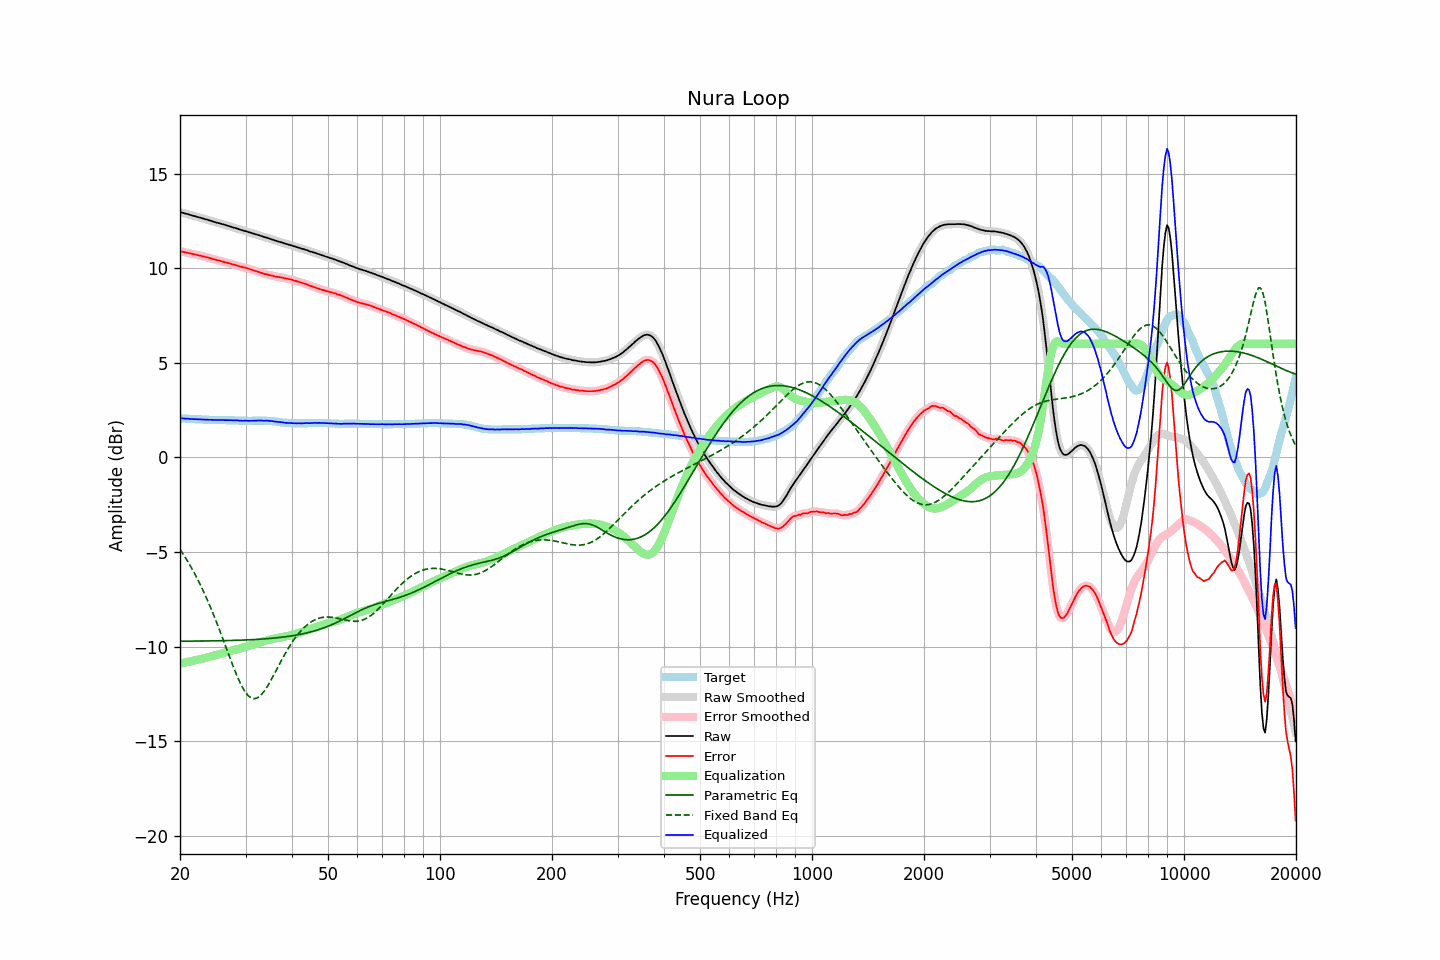 Nura Loop
Amplitude (dBr)
15
10
5
0
−5
−10
−15
−20
Target
Raw Smoothed
Error Smoothed
Raw
Error
Equalization
Parametric Eq
Fixed Band Eq
Equalized
20 50 100 200 500 1000 2000 5000 10000 20000
Frequency (Hz)